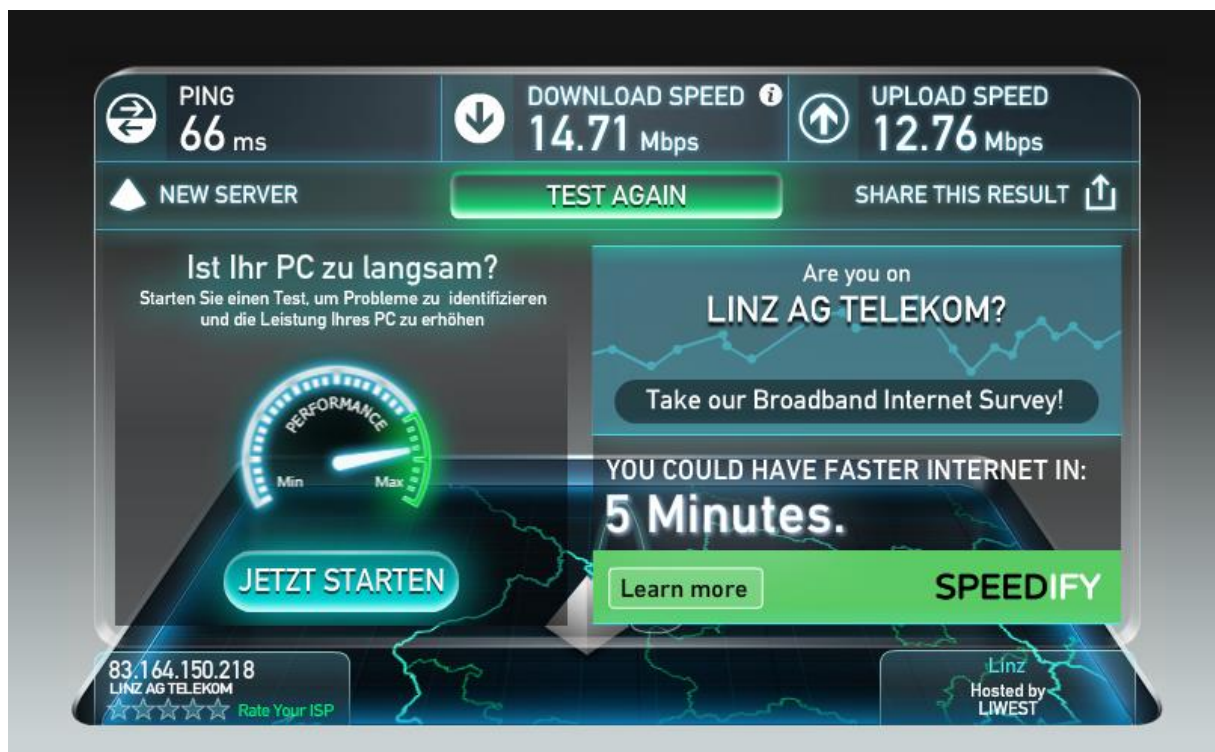 PING
66 ms
DOWNLOAD SPEED i
14.71 Mbps
UPLOAD SPEED
12.76 Mbps
NEW SERVER
TEST AGAIN
SHARE THIS RESULT
Ist Ihr PC zu langsam?
Starten Sie einen Test, um Probleme zu identifizieren
und die Leistung Ihres PC zu erhöhen
PERFORMANCE
Min
Max
JETZT STARTEN
Are you on
LINZ AG TELEKOM?
Take our Broadband Internet Survey!
YOU COULD HAVE FASTER INTERNET IN:
5 Minutes.
Learn more
SPEEDIFY
83.164.150.218
LINZ AG TELEKOM
Rate Your ISP
Linz
Hosted by
LIWEST